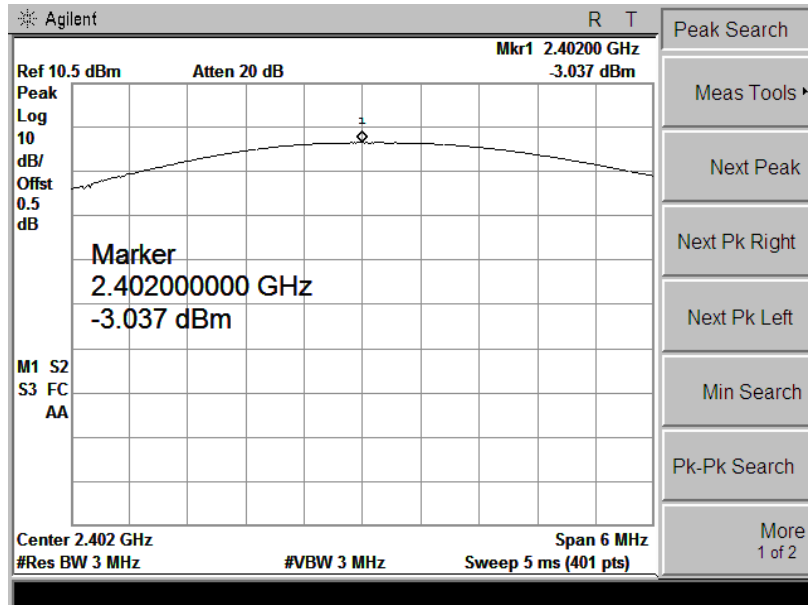 Agilent R T
Mkr1 2.40200 GHz
Ref 10.5 dBm Atten 20 dB -3.037 dBm
Peak
Log
10
dB/
Offst
0.5
dB
1
Marker
2.402000000 GHz
-3.037 dBm
M1 S2
S3 FC
AA
Center 2.402 GHz Span 6 MHz
#Res BW 3 MHz #VBW 3 MHz Sweep 5 ms (401 pts)
Peak Search
Meas Tools
Next Peak
Next Pk Right
Next Pk Left
Min Search
Pk-Pk Search
More
1 of 2